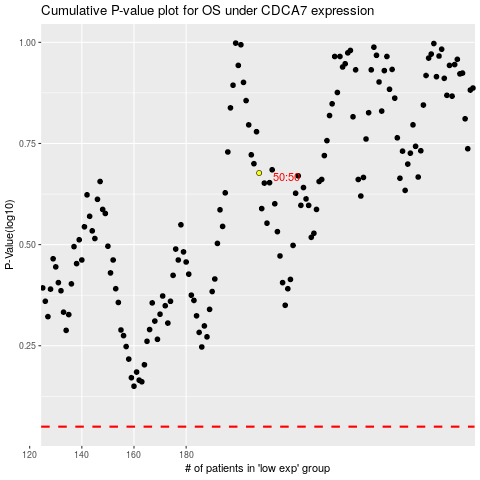 Cumulative P-value plot for OS under CDCA7 expression
P-Value(log10)
1.00
0.75
0.50
0.25
50:50
120 140 160 180
# of patients in 'low exp' group